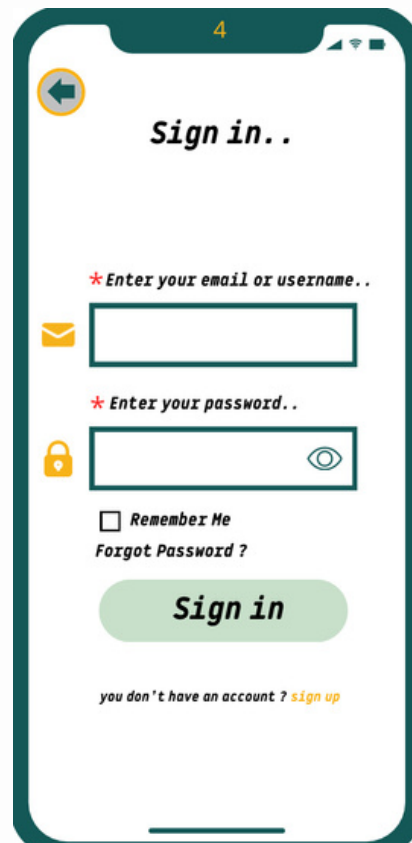 4
Sign in..
*Enter your email or username..
* Enter your password..
Remember Me
Forgot Password ?
Sign in
you don't have an account ? sign up